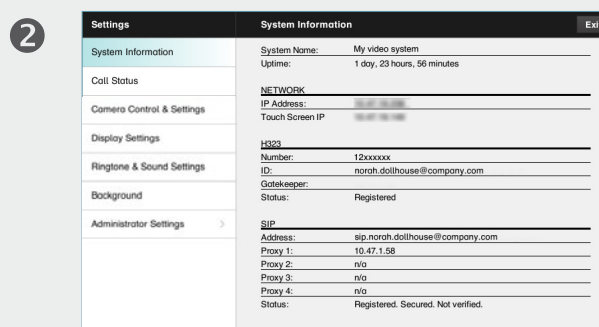 2
Settings
System Information
Call Status
Camera Control & Settings
Display Settings
Ringtone & Sound Settings
Background
Administrator Settings >
System Information
System Name: My video system
Uptime: 1 day, 23 hours, 56 minutes
NETWORK
IP Address:
Touch Screen IP
H323
Number: 12xxxxxx
ID: norah.dollhouse@company.com
Gatekeeper:
Status: Registered
SIP
Address: sip.norah.dollhouse@company.com
Proxy 1: 10.47.1.58
Proxy 2: n/a
Proxy 3: n/a
Proxy 4: n/a
Status: Registered. Secured. Not verified.